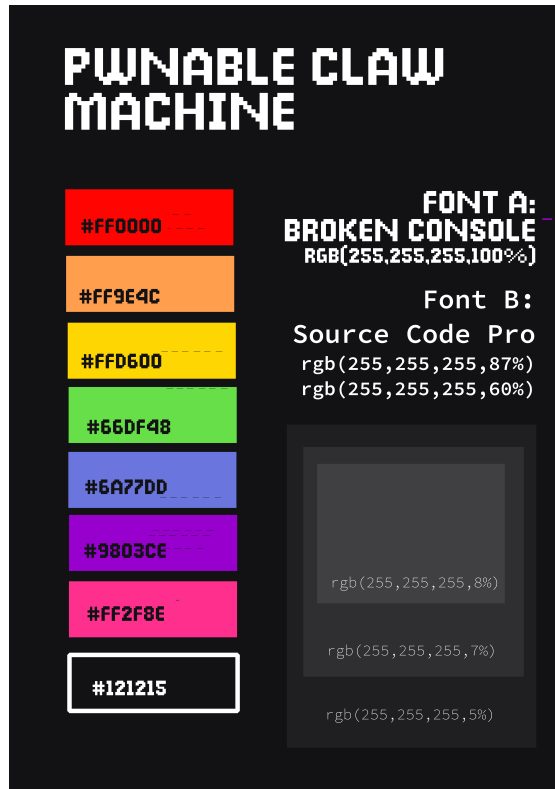 PWNABLE CLAW
MACHINE
#FF0000
#FF9E4C
#FFD600
#66DF48
#6A77DD
#9803CE
#FF2F8E
#121215
FONT A:
BROKEN CONSOLE
RGB(255,255,255,100%)
Font B:
Source Code Pro
rgb(255,255,255,87%)
rgb(255,255,255,60%)
rgb(255,255,255,8%)
rgb(255,255,255,7%)
rgb(255,255,255,5%)